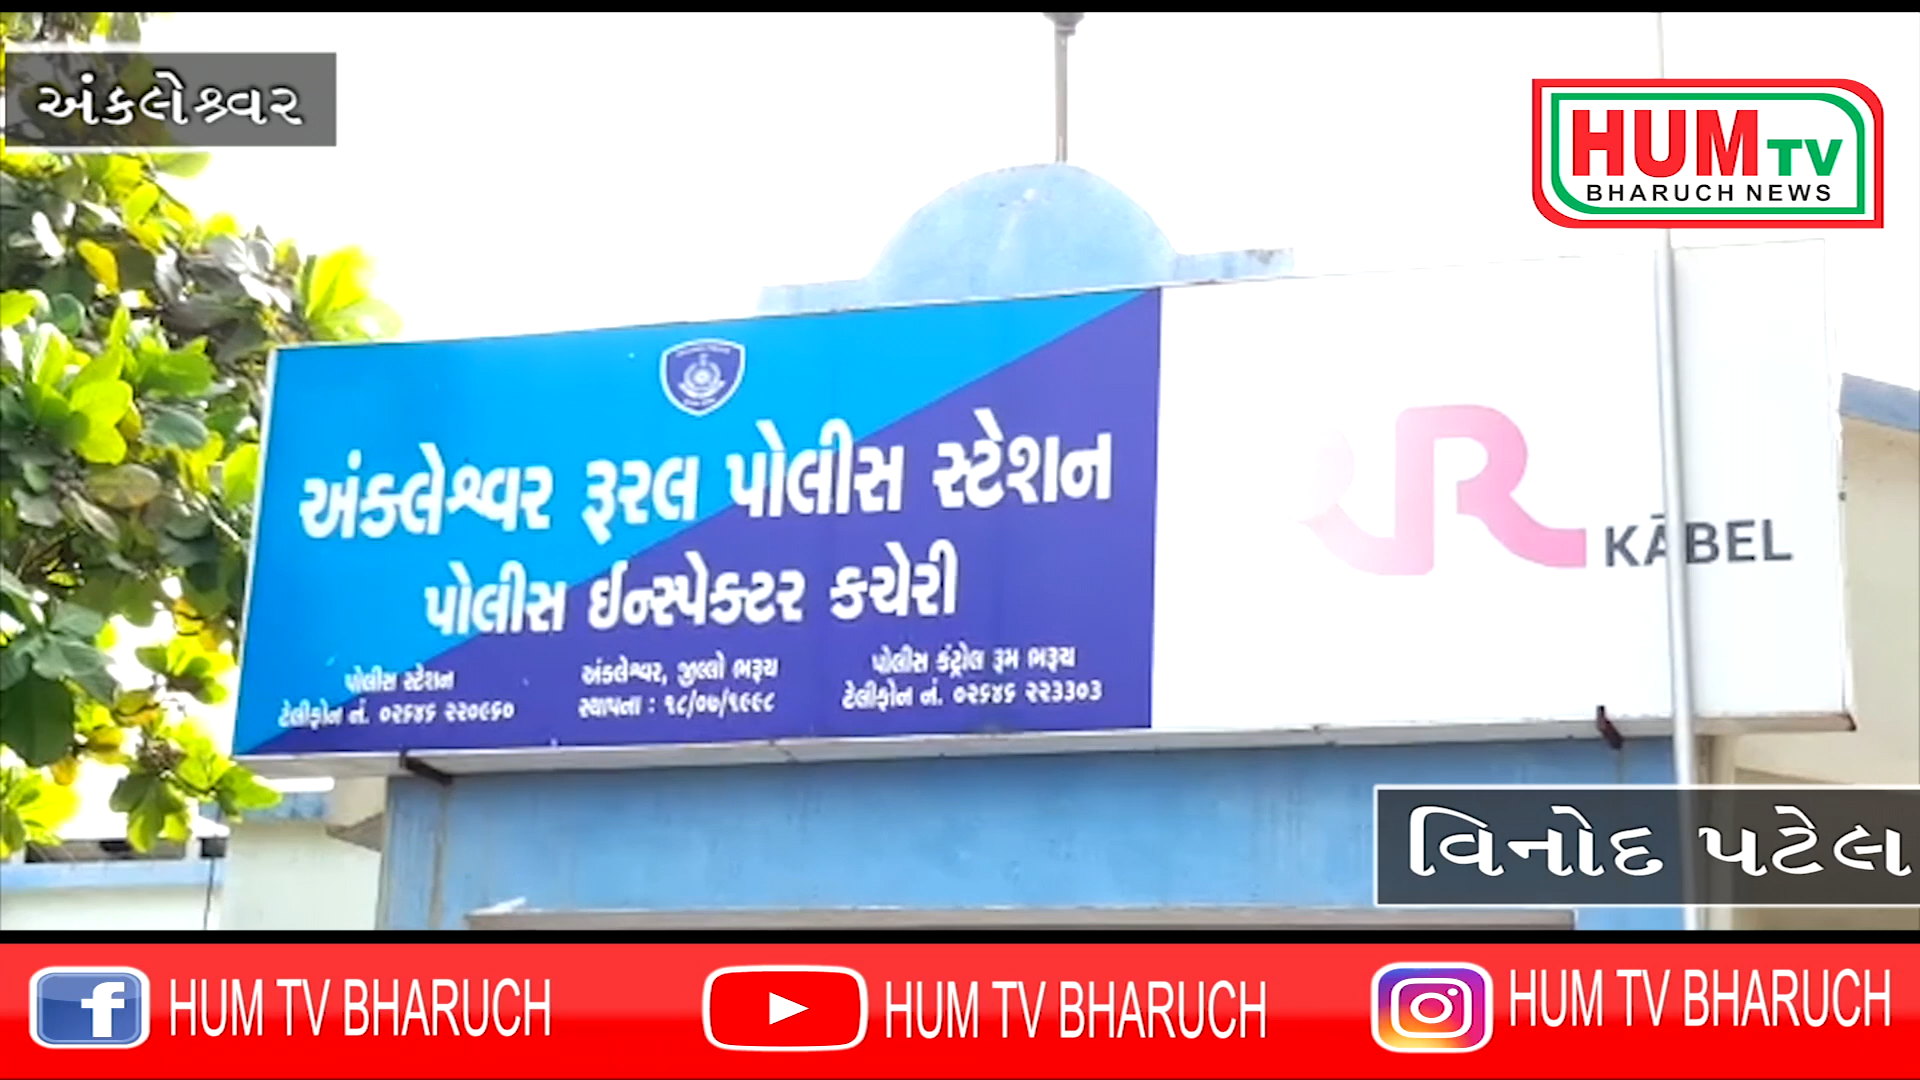 અંકલેશ્વર
HUM TV
BHARUCH NEWS
અંકલેશ્વર રૂરલ પોલીસ સ્ટેશન
પોલીસ ઈન્સ્પેક્ટર કચેરી
પોલીસ સ્ટેશન
ટેલીફોન નં. ૦૨૬૪૬ ૨૨૦૯૬૦
અંકલેશ્વર, જીલ્લો ભરૂચ
સ્થાપના : ૧૮/૦૭/૧૯૯૮
પોલીસ કંટ્રોલ રૂમ ભરૂચ
ટેલીફોન નં. ૦૨૬૪૬ ૨૨૩૩૦૩
R
KĀBEL
વિનોદ પટેલ
HUM TV BHARUCH
HUM TV BHARUCH
HUM TV BHARUCH